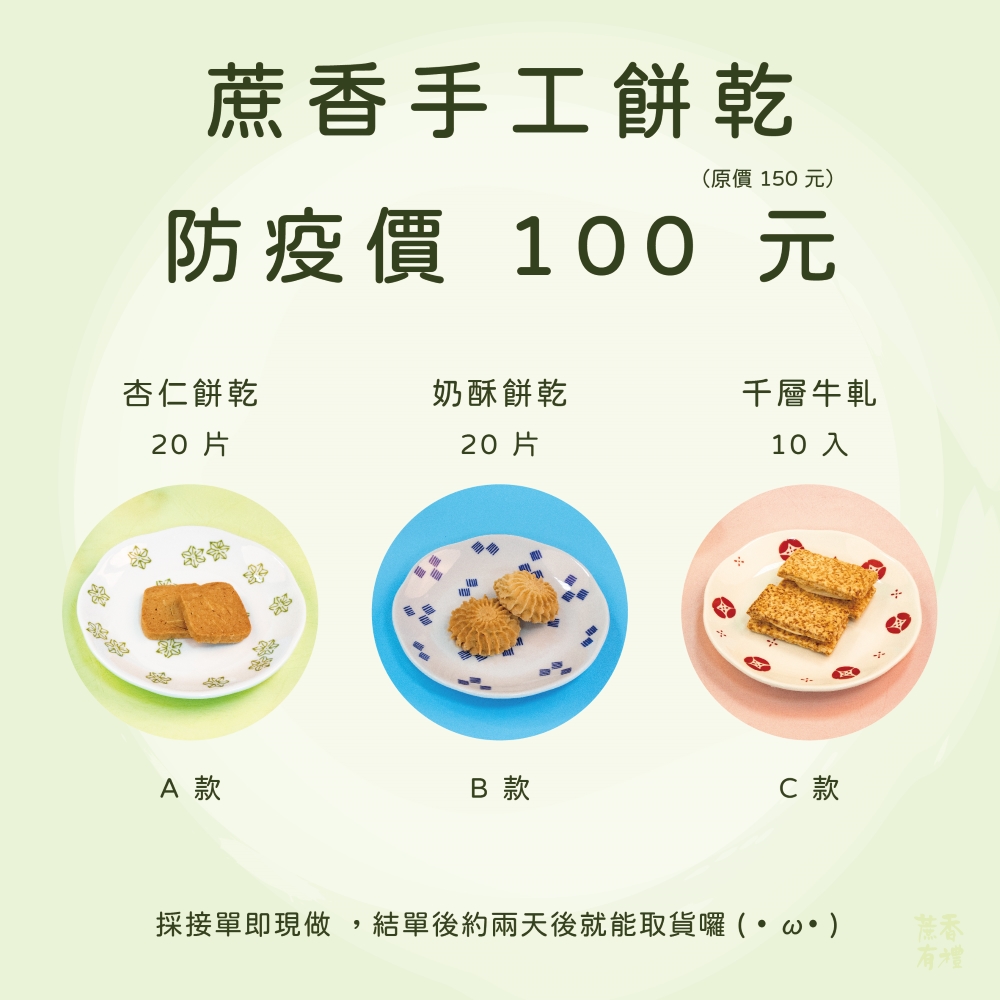 蔗香手工餅乾
（原價 150 元）
防疫價 100 元
杏仁餅乾
20 片
奶酥餅乾
20 片
千層牛軋
10 入
A 款
B 款
C 款
採接單即現做 ，結單後約兩天後就能取貨囉 ( • ω• )
蔗香
有禮